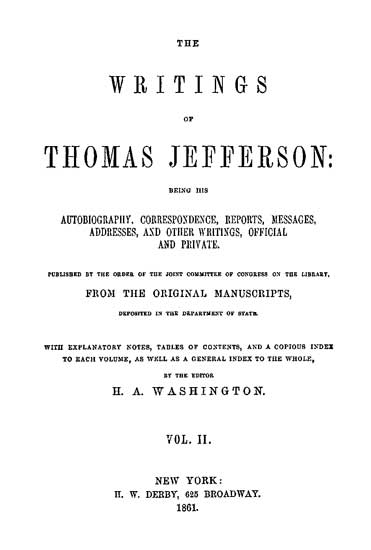 THE
WRITINGS
OF
THOMAS JEFFERSON:
BEING HIS
AUTOBIOGRAPHY, CORRESPONDENCE, REPORTS, MESSAGES,
ADDRESSES, AND OTHER WRITINGS, OFFICIAL
AND PRIVATE.
PUBLISHED BY THE ORDER OF THE JOINT COMMITTEE OF CONGRESS ON THE LIBRARY,
FROM THE ORIGINAL MANUSCRIPTS,
DEPOSITED IN THE DEPARTMENT OF STATE.
WITH EXPLANATORY NOTES, TABLES OF CONTENTS, AND A COPIOUS INDEX
TO EACH VOLUME, AS WELL AS A GENERAL INDEX TO THE WHOLE,
BY THE EDITOR
H. A. WASHINGTON.
VOL. II.
NEW YORK:
H. W. DERBY, 625 BROADWAY.
1861.